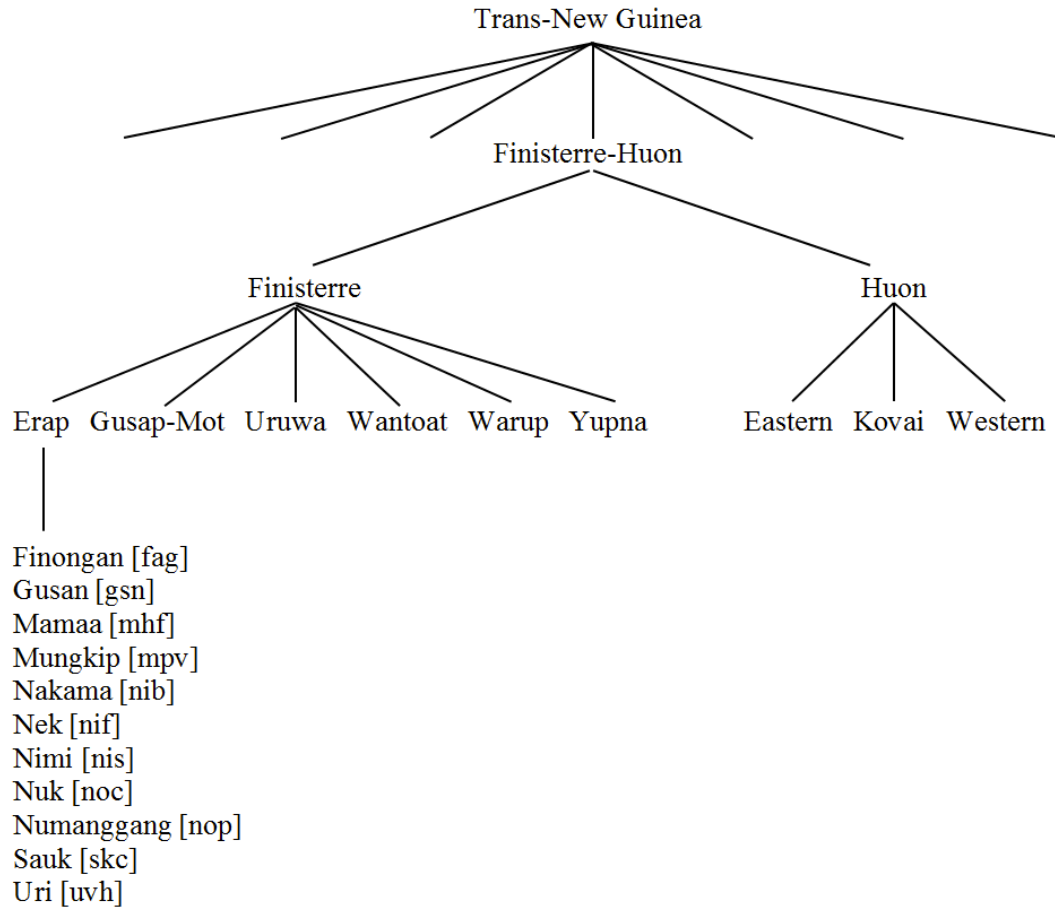 Trans-New Guinea
Finisterre-Huon
Finisterre Huon
Erap Gusap-Mot Uruwa Wantoat Warup Yupna Eastern Kovai Western
Finongan [fag]
Gusan [gsn]
Mamaa [mhf]
Mungkip [mpv]
Nakama [nib]
Nek [nif]
Nimi [nis]
Nuk [noc]
Numanggang [nop]
Sauk [skc]
Uri [uvh]